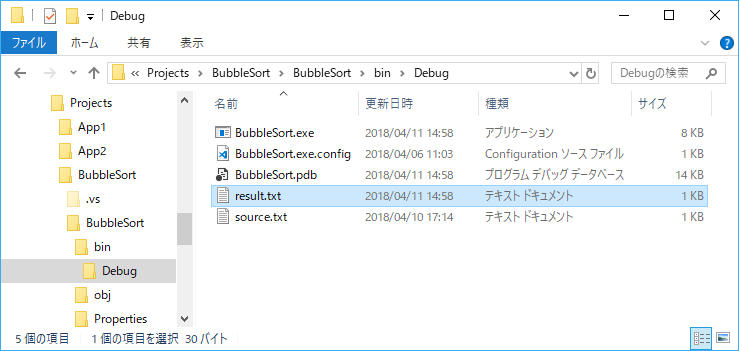 Debug
ファイル ホーム 共有 表示
« Projects > BubbleSort > BubbleSort > bin > Debug Debugの検索
名前 更新日時 種類 サイズ
Projects
App1
App2
BubbleSort
.vs
BubbleSort
bin
Debug
obj
Properties
BubbleSort.exe 2018/04/11 14:58 アプリケーション 8 KB
BubbleSort.exe.config 2018/04/06 11:03 Configuration ソース ファイル 1 KB
BubbleSort.pdb 2018/04/11 14:58 プログラム デバッグ データベース 14 KB
result.txt 2018/04/11 14:58 テキスト ドキュメント 1 KB
source.txt 2018/04/10 17:14 テキスト ドキュメント 1 KB
5 個の項目 1 個の項目を選択 30 バイト